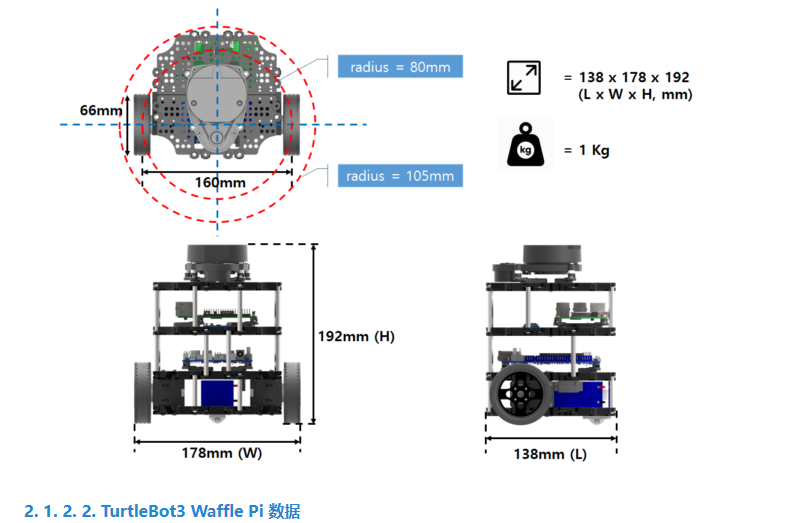 radius = 80mm
= 138 x 178 x 192
(L x W x H, mm)
66mm
kg
= 1 Kg
radius = 105mm
160mm
192mm (H)
178mm (W)
138mm (L)
2. 1. 2. 2. TurtleBot3 Waffle Pi 数据